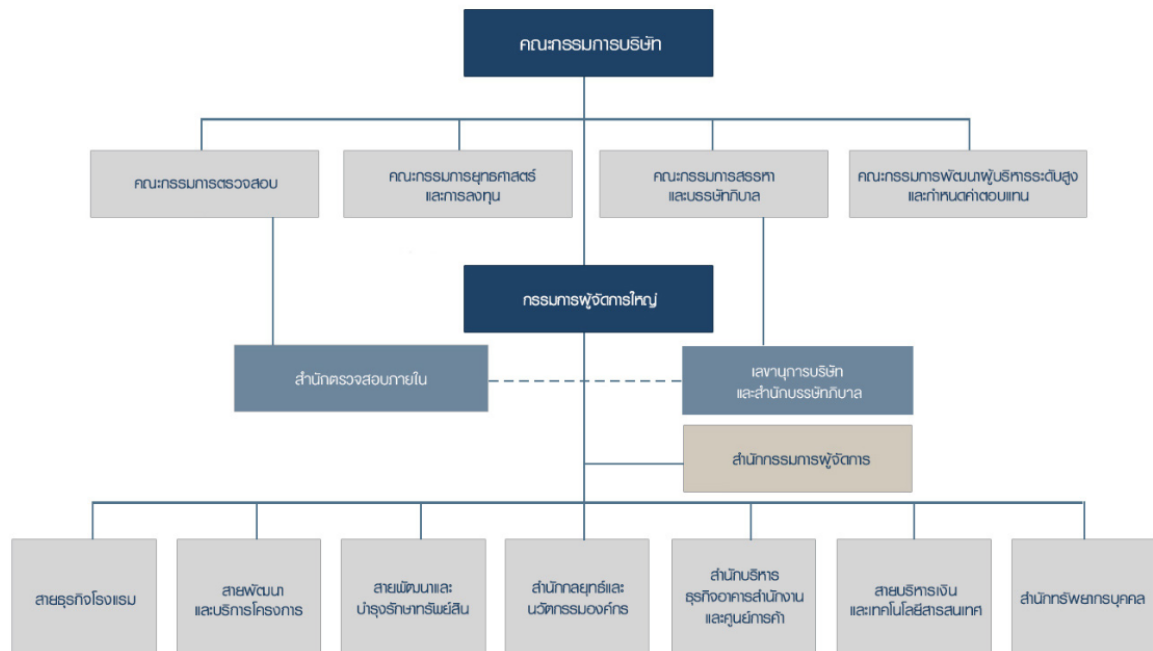 คณะกรรมการบริษัท
คณะกรรมการตรวจสอบ
คณะกรรมการยุทธศาสตร์
และการลงทุน
คณะกรรมการสรรหา
และบรรษัทภิบาล
คณะกรรมการพัฒนาผู้บริหารระดับสูง
และกำหนดค่าตอบแทน
กรรมการผู้จัดการใหญ่
สำนักตรวจสอบภายใน
เลขานุการบริษัท
และสำนักบรรษัทภิบาล
สำนักกรรมการผู้จัดการ
สายธุรกิจโรงแรม
สายพัฒนา
และบริการโครงการ
สายพัฒนาและ
บำรุงรักษาทรัพย์สิน
สำนักกลยุทธ์และ
นวัตกรรมองค์กร
สำนักบริหาร
ธุรกิจอาคารสำนักงาน
และศูนย์การค้า
สายบริหารเงิน
และเทคโนโลยีสารสนเทศ
สำนักทรัพยากรบุคคล